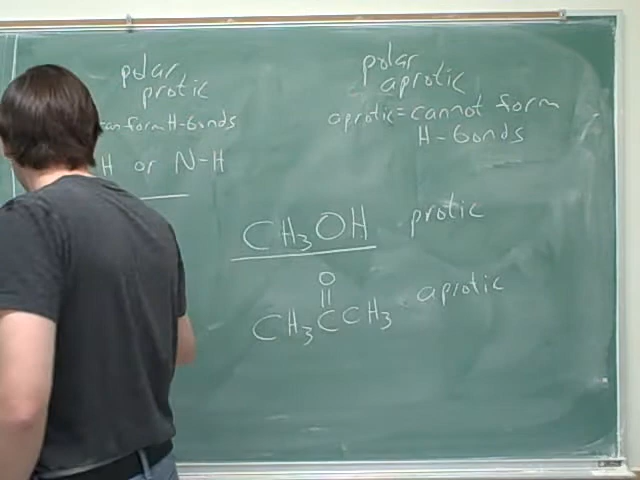 polar
protic
can form H-bonds
H or N-H
polar
aprotic
aprotic=cannot form
H-bonds
CH₃OH protic
O
CH₃CCH₃ aprotic